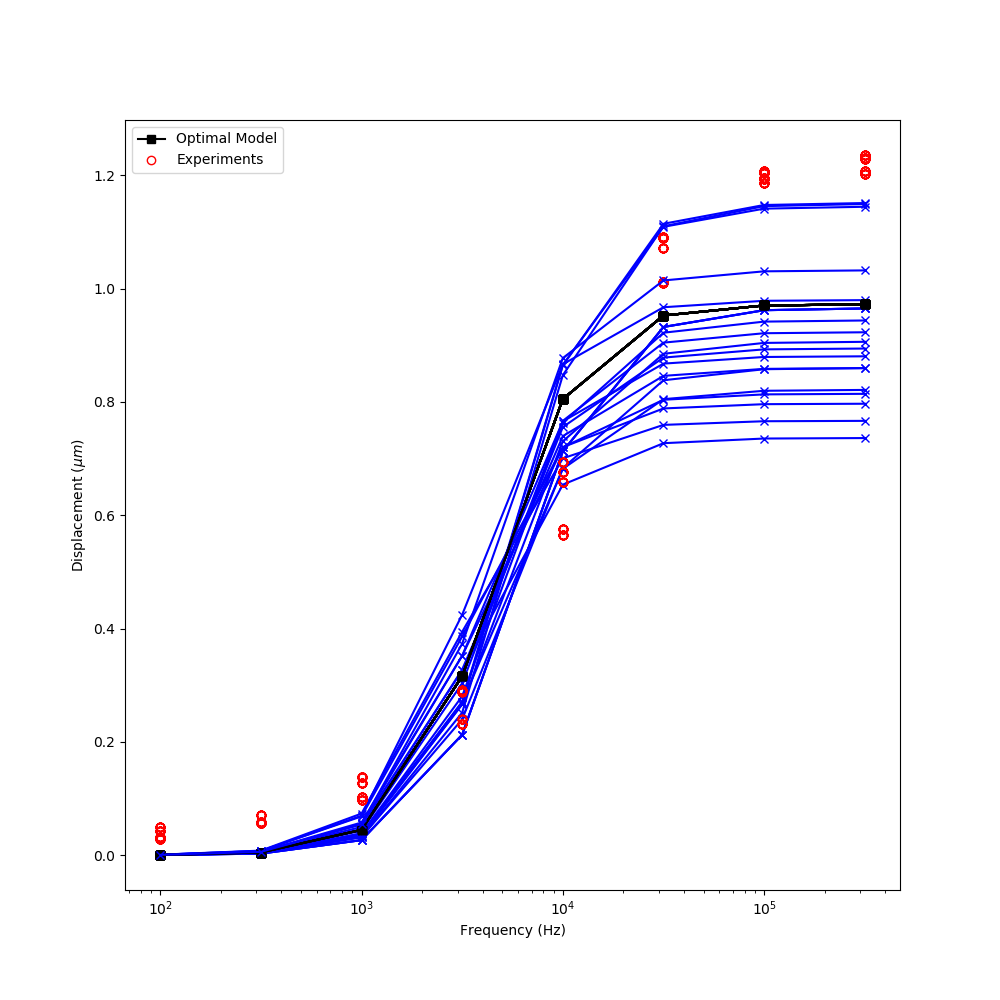 Optimal Model
Experiments
Displacement (μm)
1.2
1.0
0.8
0.6
0.4
0.2
0.0
10²
10³
10⁴
10⁵
Frequency (Hz)